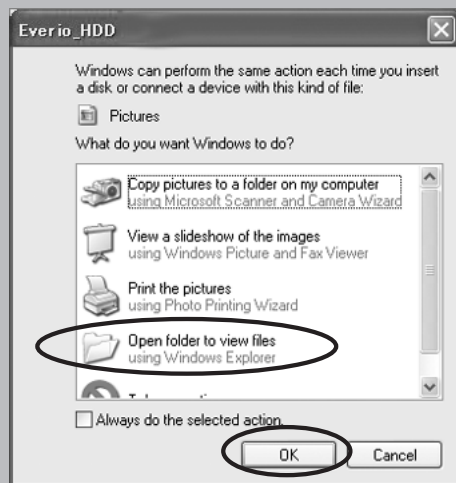 Everio_HDD
Windows can perform the same action each time you insert
a disk or connect a device with this kind of file:
Pictures
What do you want Windows to do?
Copy pictures to a folder on my computer
using Microsoft Scanner and Camera Wizard
View a slideshow of the images
using Windows Picture and Fax Viewer
Print the pictures
using Photo Printing Wizard
Open folder to view files
using Windows Explorer
Always do the selected action.
OK Cancel